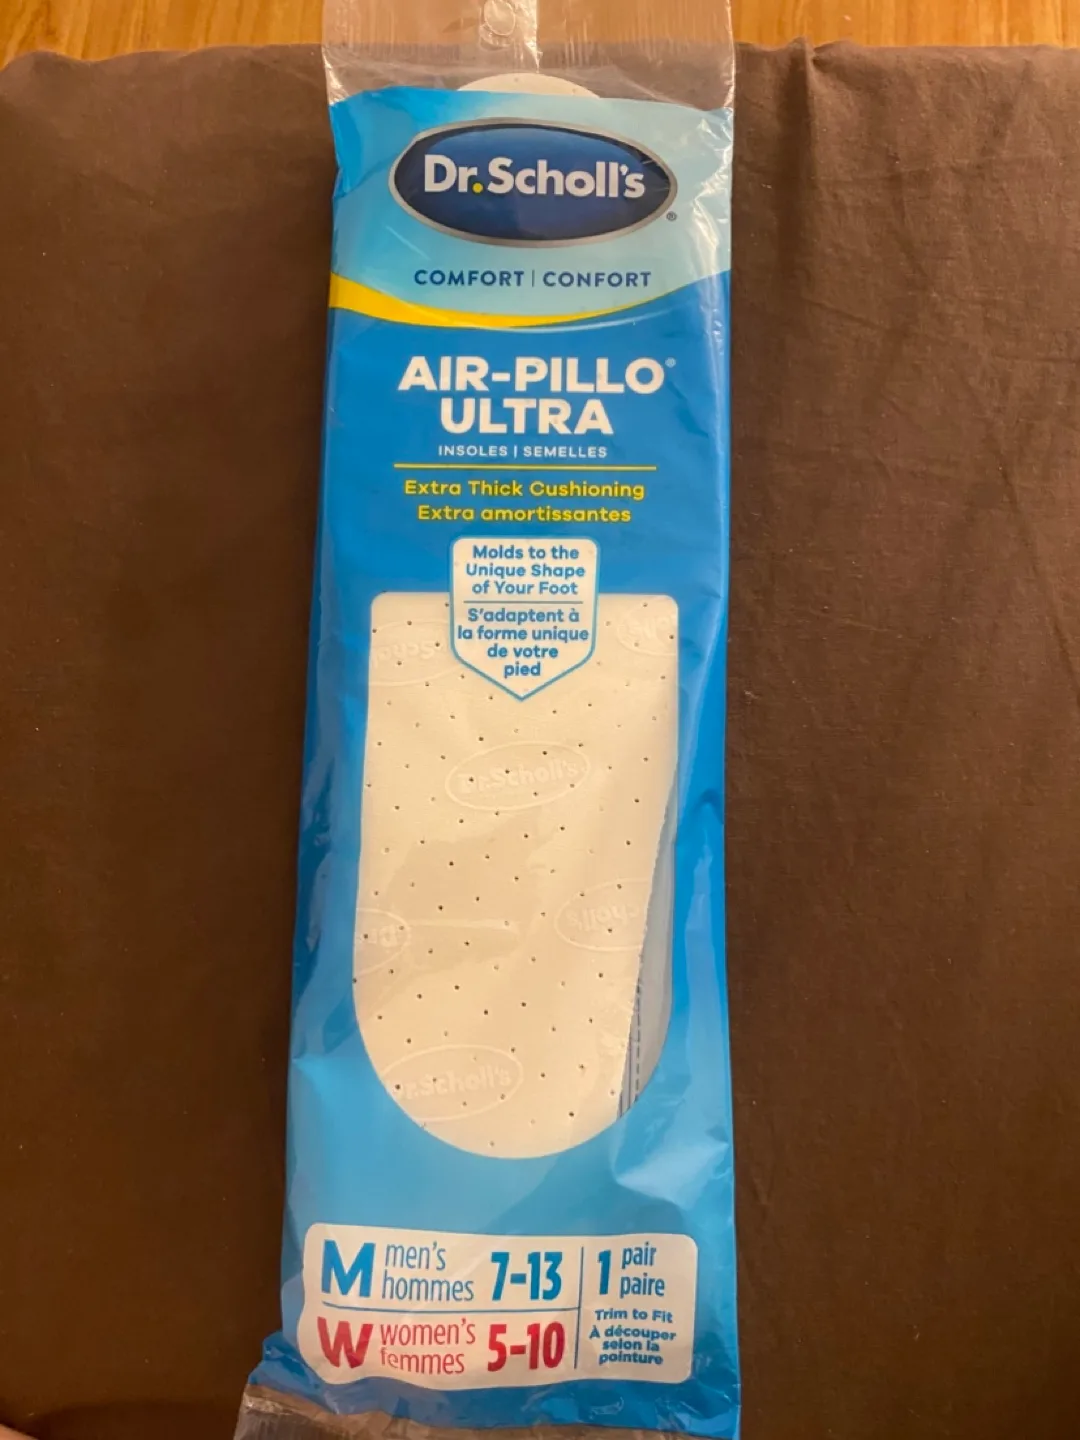 Dr.Scholl's®
COMFORT | CONFORT
AIR-PILLO®
ULTRA
INSOLES | SEMELLES
Extra Thick Cushioning
Extra amortissantes
Molds to the
Unique Shape
of Your Foot
S'adaptent à
la forme unique
de votre
pied
Dr.Scholl's
Dr.Scholl's
M men's hommes 7-13
W women's femmes 5-10
1 pair paire
Trim to Fit
À découper
selon la
pointure